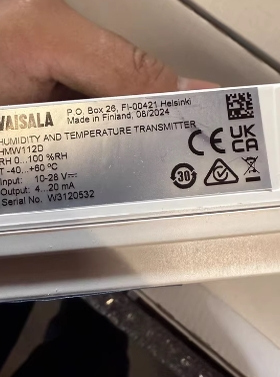 VAISALA
P.O. Box 26, FI-00421 Helsinki
Made in Finland, 08/2024
HUMIDITY AND TEMPERATURE TRANSMITTER
HMW112D
RH 0...100 %RH
T -40...+60 °C
Input: 10-28 V
Output: 4...20 mA
Serial No. W3120532
CE
UK
CA
30